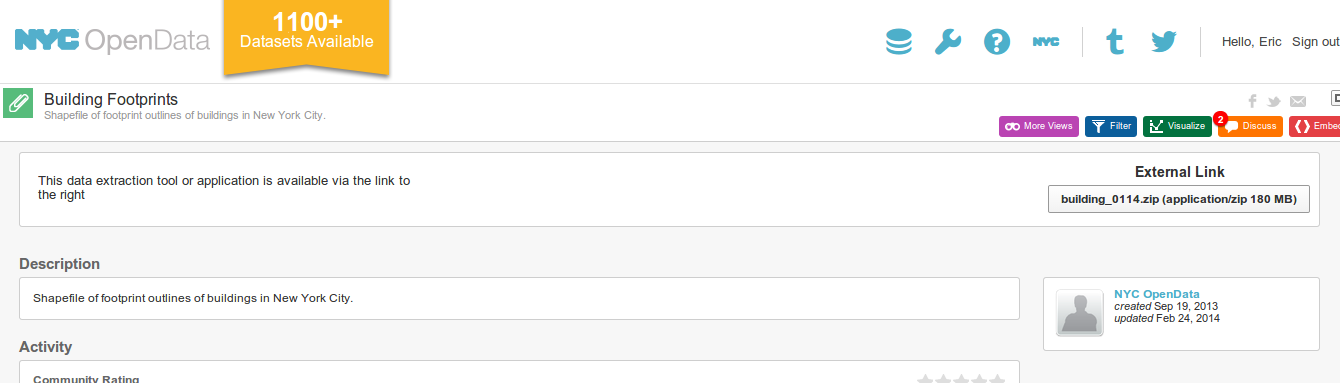 NYC OpenData
1100+
Datasets Available
NYC
Hello, Eric Sign out
Building Footprints
Shapefile of footprint outlines of buildings in New York City.
More Views
Filter
Visualize
2
Discuss
Embed
This data extraction tool or application is available via the link to
the right
External Link
building_0114.zip (application/zip 180 MB)
Description
Shapefile of footprint outlines of buildings in New York City.
NYC OpenData
created Sep 19, 2013
updated Feb 24, 2014
Activity
Community Rating